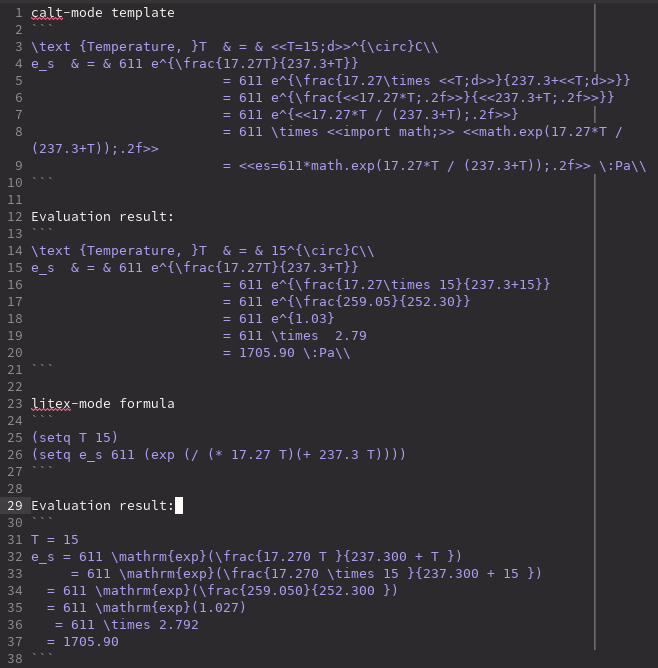 1 calt-mode template
2 ```
3 \text {Temperature, }T  & = & <<T=15;d>>^{\circ}C\\
4 e_s  & = & 611 e^{\frac{17.27T}{237.3+T}}
5                         = 611 e^{\frac{17.27\times <<T;d>>}{237.3+<<T;d>>}}
6                         = 611 e^{\frac{<<17.27*T;.2f>>}{<<237.3+T;.2f>>}}
7                         = 611 e^{<<17.27*T / (237.3+T);.2f>>}
8                         = 611 \times <<import math;>> <<math.exp(17.27*T /
(237.3+T));.2f>>
9                         = <<es=611*math.exp(17.27*T / (237.3+T));.2f>> \:Pa\\
10 ```
11
12 Evaluation result:
13 ```
14 \text {Temperature, }T  & = & 15^{\circ}C\\
15 e_s  & = & 611 e^{\frac{17.27T}{237.3+T}}
16                         = 611 e^{\frac{17.27\times 15}{237.3+15}}
17                         = 611 e^{\frac{259.05}{252.30}}
18                         = 611 e^{1.03}
19                         = 611 \times  2.79
20                         = 1705.90 \:Pa\\
21 ```
22
23 litex-mode formula
24 ```
25 (setq T 15)
26 (setq e_s 611 (exp (/ (* 17.27 T)(+ 237.3 T))))
27 ```
28
29 Evaluation result:
30 ```
31 T = 15
32 e_s = 611 \mathrm{exp}(\frac{17.270 T }{237.300 + T })
33      = 611 \mathrm{exp}(\frac{17.270 \times 15 }{237.300 + 15 })
34   = 611 \mathrm{exp}(\frac{259.050}{252.300 })
35   = 611 \mathrm{exp}(1.027)
36    = 611 \times 2.792
37   = 1705.90
38 ```